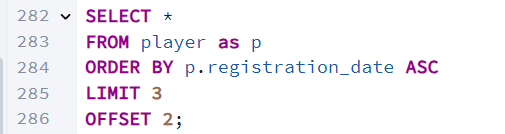 282 SELECT *
283 FROM player as p
284 ORDER BY p.registration_date ASC
285 LIMIT 3
286 OFFSET 2;